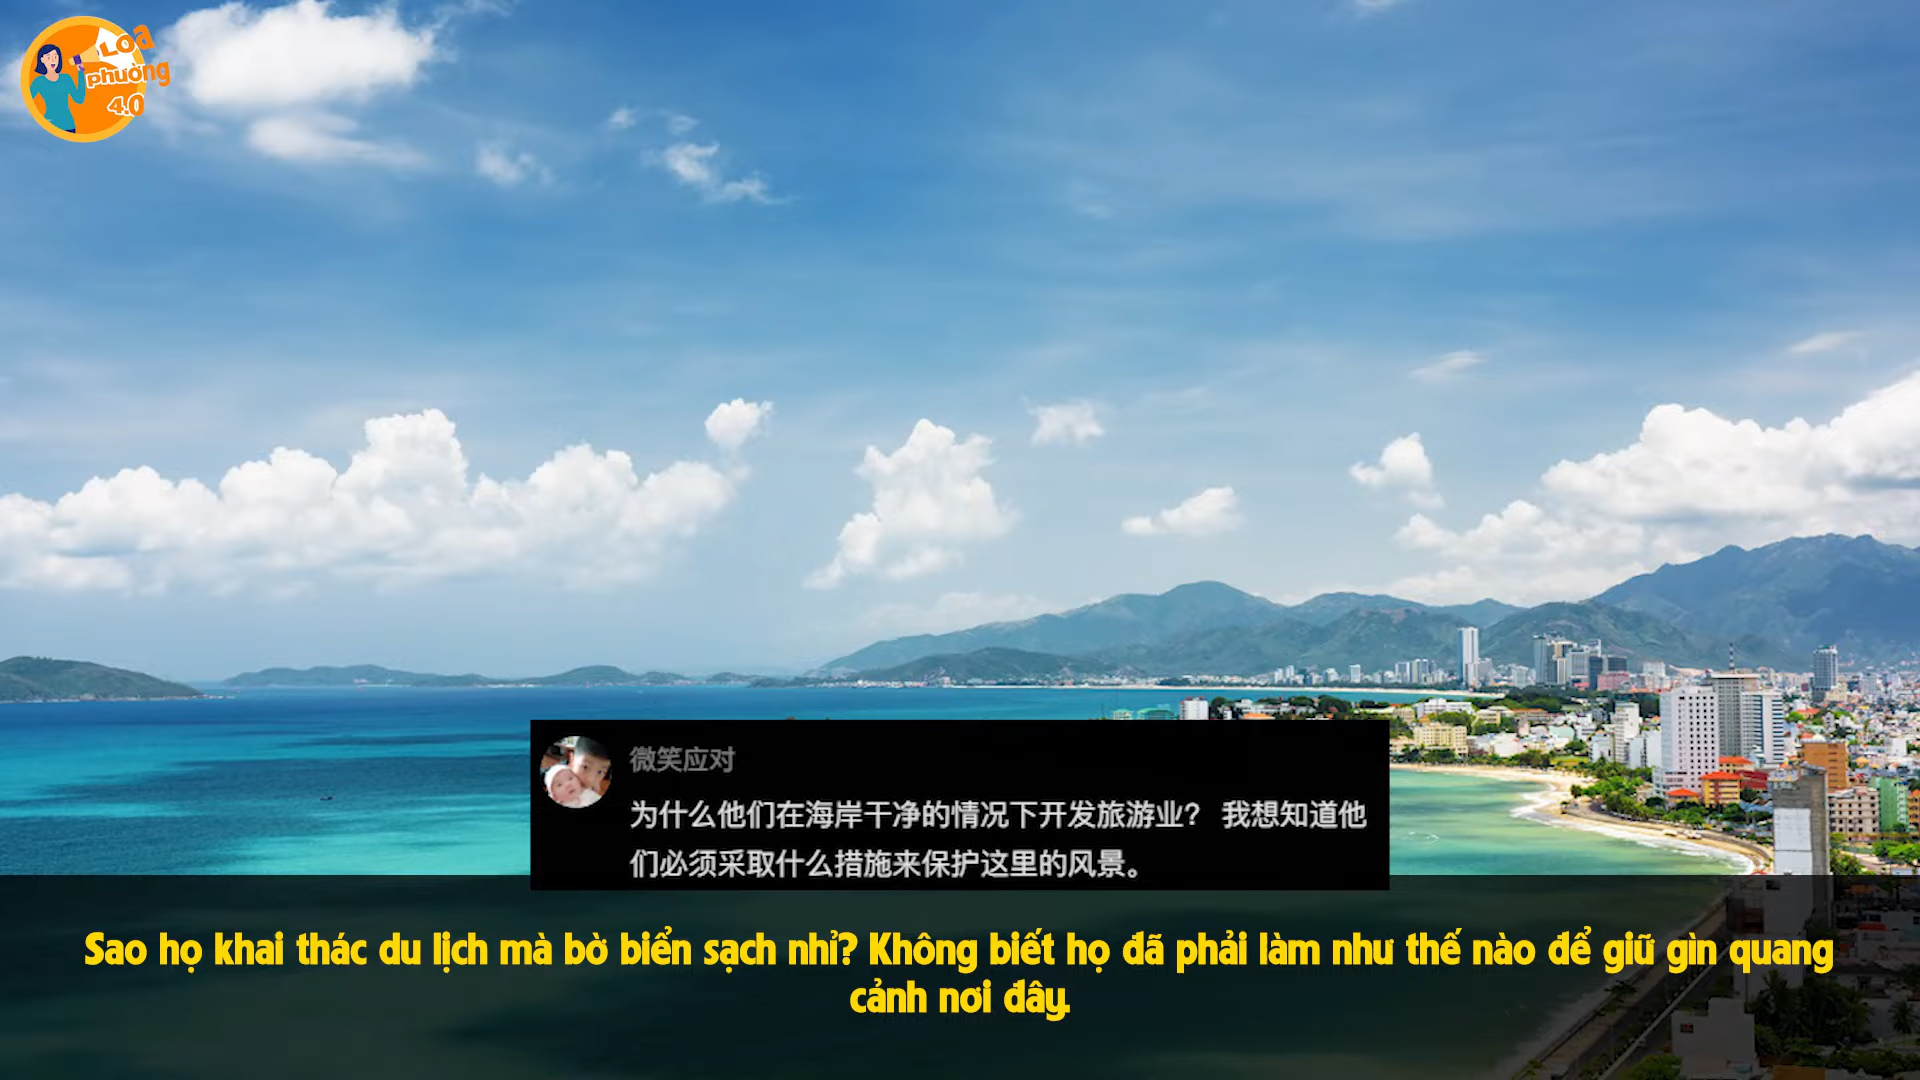 Loa
phường
4.0
微笑应对
为什么他们在海岸干净的情况下开发旅游业？ 我想知道他
们必须采取什么措施来保护这里的风景。
Sao họ khai thác du lịch mà bờ biển sạch nhỉ? Không biết họ đã phải làm như thế nào để giữ gìn quang
cảnh nơi đây.